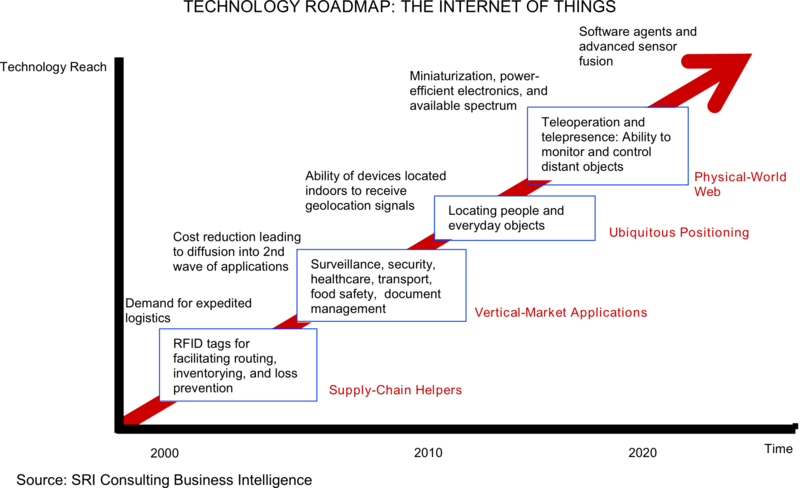 TECHNOLOGY ROADMAP: THE INTERNET OF THINGS
Software agents and
advanced sensor
fusion
Technology Reach
Miniaturization, power-
efficient electronics, and
available spectrum
Teleoperation and
telepresence: Ability to
monitor and control
distant objects
Physical-World
Web
Ability of devices located
indoors to receive
geolocation signals
Locating people and
everyday objects
Ubiquitous Positioning
Cost reduction leading
to diffusion into 2nd
wave of applications
Surveillance, security,
healthcare, transport,
food safety, document
management
Vertical-Market Applications
Demand for expedited
logistics
RFID tags for
facilitating routing,
inventorying, and loss
prevention
Supply-Chain Helpers
2000
2010
2020
Time
Source: SRI Consulting Business Intelligence